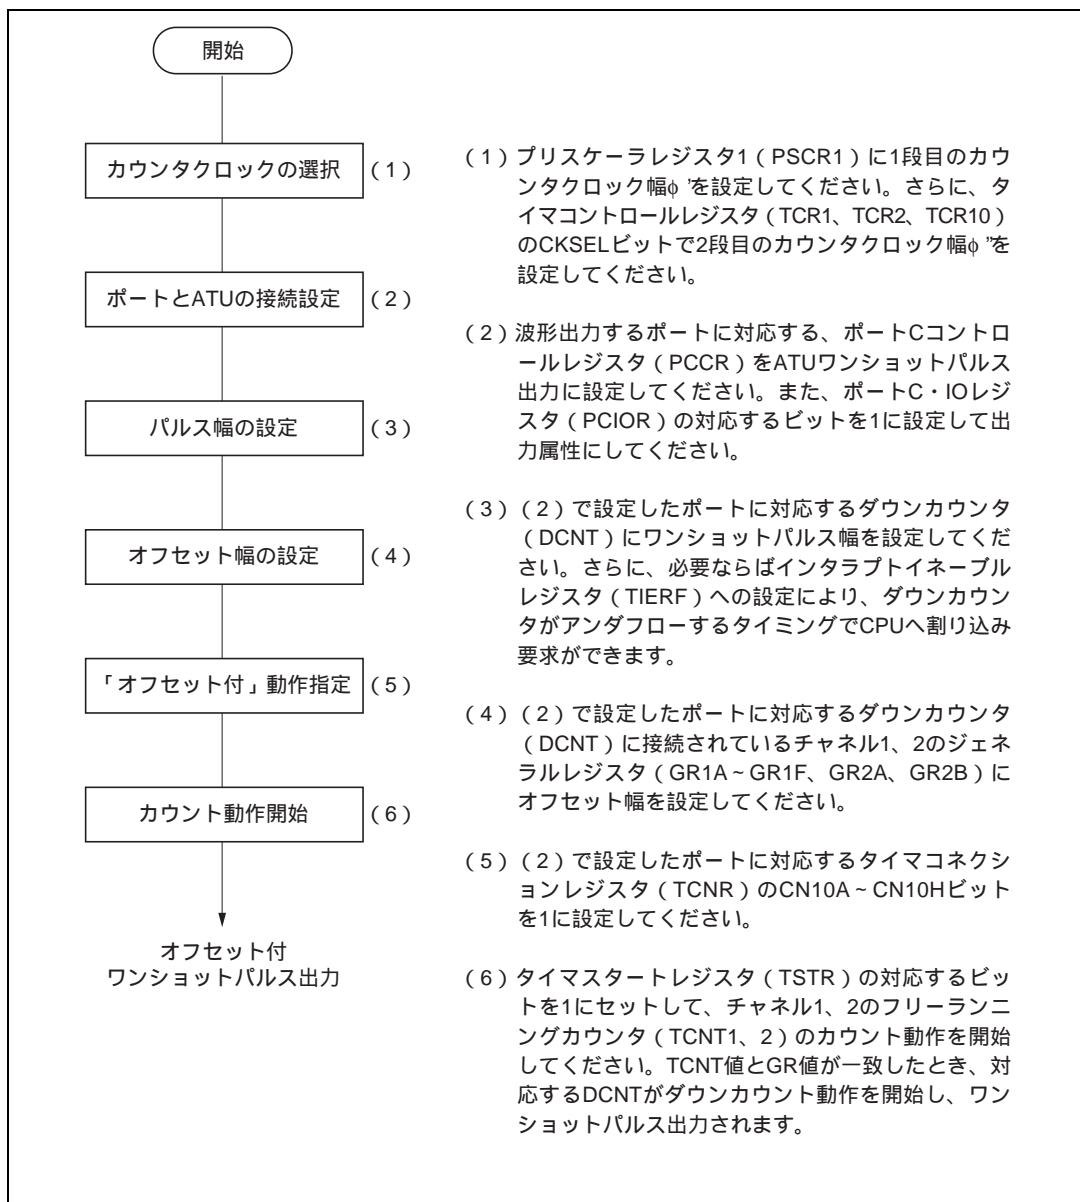 開始
カウンタクロックの選択
(1)
ポートとATUの接続設定
(2)
パルス幅の設定
(3)
オフセット幅の設定
(4)
「オフセット付」動作指定
(5)
カウント動作開始
(6)
オフセット付
ワンショットパルス出力
(1)プリスケーラレジスタ1(PSCR1)に1段目のカウ
ンタクロック幅φ'を設定してください。さらに、タ
イマコントロールレジスタ(TCR1、TCR2、TCR10)
のCKSELビットで2段目のカウンタクロック幅φ"を
設定してください。
(2)波形出力するポートに対応する、ポートCコントロ
ールレジスタ(PCCR)をATUワンショットパルス
出力に設定してください。また、ポートC・IOレジ
スタ(PCIOR)の対応するビットを1に設定して出
力属性にしてください。
(3)(2)で設定したポートに対応するダウンカウンタ
(DCNT)にワンショットパルス幅を設定してくだ
さい。さらに、必要ならばインタラプトイネーブル
レジスタ(TIERF)への設定により、ダウンカウン
タがアンダフローするタイミングでCPUへ割り込み
要求ができます。
(4)(2)で設定したポートに対応するダウンカウンタ
(DCNT)に接続されているチャネル1、2のジェネ
ラルレジスタ(GR1A~GR1F、GR2A、GR2B)に
オフセット幅を設定してください。
(5)(2)で設定したポートに対応するタイマコネクシ
ョンレジスタ(TCNR)のCN10A~CN10Hビット
を1に設定してください。
(6)タイマスタートレジスタ(TSTR)の対応するビッ
トを1にセットして、チャネル1、2のフリーランニ
ングカウンタ(TCNT1、2)のカウント動作を開始
してください。TCNT値とGR値が一致したとき、対
応するDCNTがダウンカウント動作を開始し、ワン
ショットパルス出力されます。